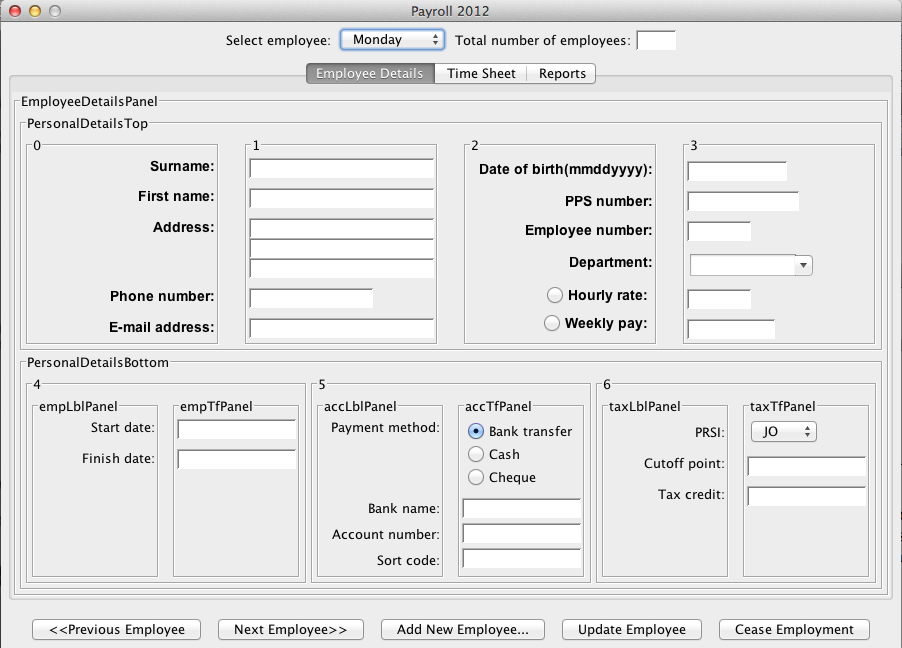 Payroll 2012
Select employee: Monday Total number of employees:
Employee Details Time Sheet Reports
EmployeeDetailsPanel
PersonalDetailsTop
0 1 2 3
Surname: Date of birth(mmddyyyy):
First name: PPS number:
Address: Employee number:
Department:
Phone number: Hourly rate:
E-mail address: Weekly pay:
PersonalDetailsBottom
4 5 6
empLblPanel empTfPanel accLblPanel accTfPanel taxLblPanel taxTfPanel
Start date: Payment method: Bank transfer PRSI: JO
Finish date: Cash Cutoff point:
Cheque Tax credit:
Bank name:
Account number:
Sort code:
<<Previous Employee Next Employee>> Add New Employee... Update Employee Cease Employment